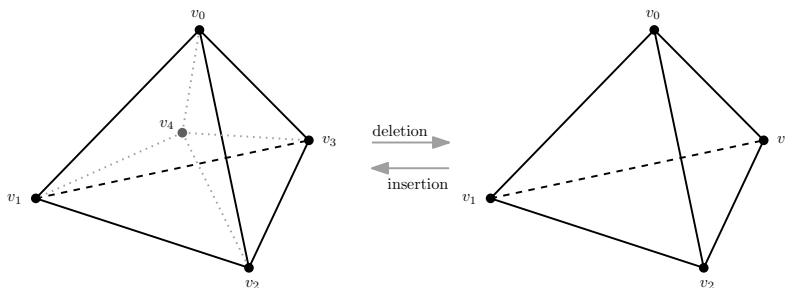 v₀
v₄
v₃
v₁
v₂
deletion
insertion
v₀
v
v₁
v₂